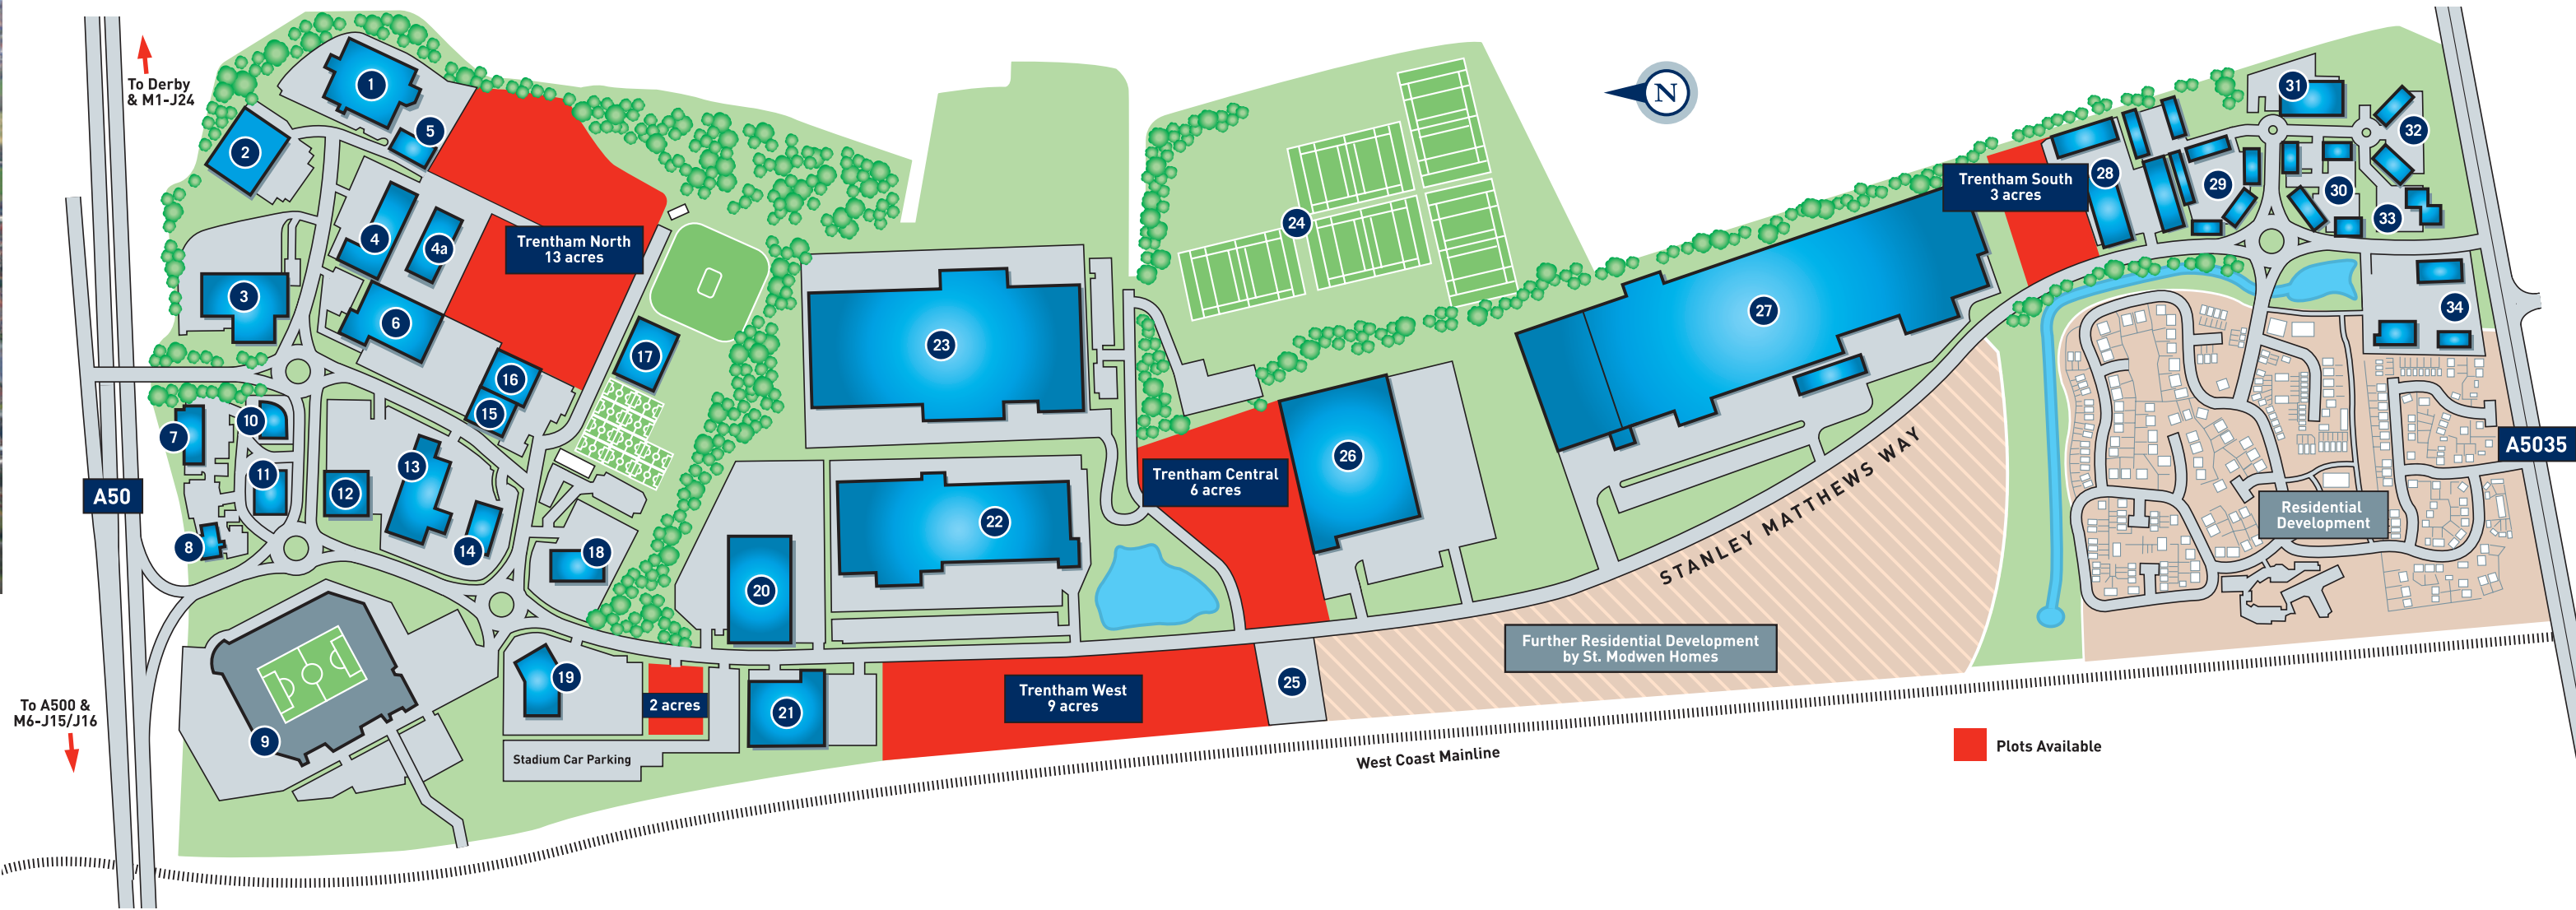 To Derby
& M1-J24
1
2
5
4
4a
3
6
Trentham North
13 acres
17
16
15
10
7
11
12
13
14
8
18
A50
To A500 &
M6-J15/J16
9
19
2 acres
Stadium Car Parking
20
21
22
23
24
N
Trentham Central
6 acres
26
Trentham West
9 acres
25
27
STANLEY MATTHEWS WAY
Further Residential Development
by St. Modwen Homes
West Coast Mainline
Trentham South
3 acres
28
29
30
31
32
33
34
A5035
Residential
Development
Plots Available